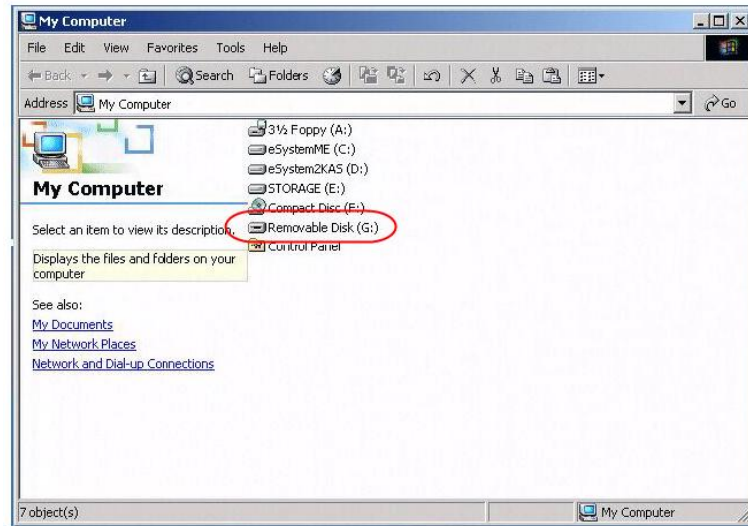 My Computer
File Edit View Favorites Tools Help
Back Search Folders
Address My Computer Go
My Computer
Select an item to view its description.
Displays the files and folders on your
computer
See also:
My Documents
My Network Places
Network and Dial-up Connections
3½ Foppy (A:)
eSystemME (C:)
eSystem2KAS (D:)
STORAGE (E:)
Compact Disc (F:)
Removable Disk (G:)
Control Panel
7 object(s) My Computer